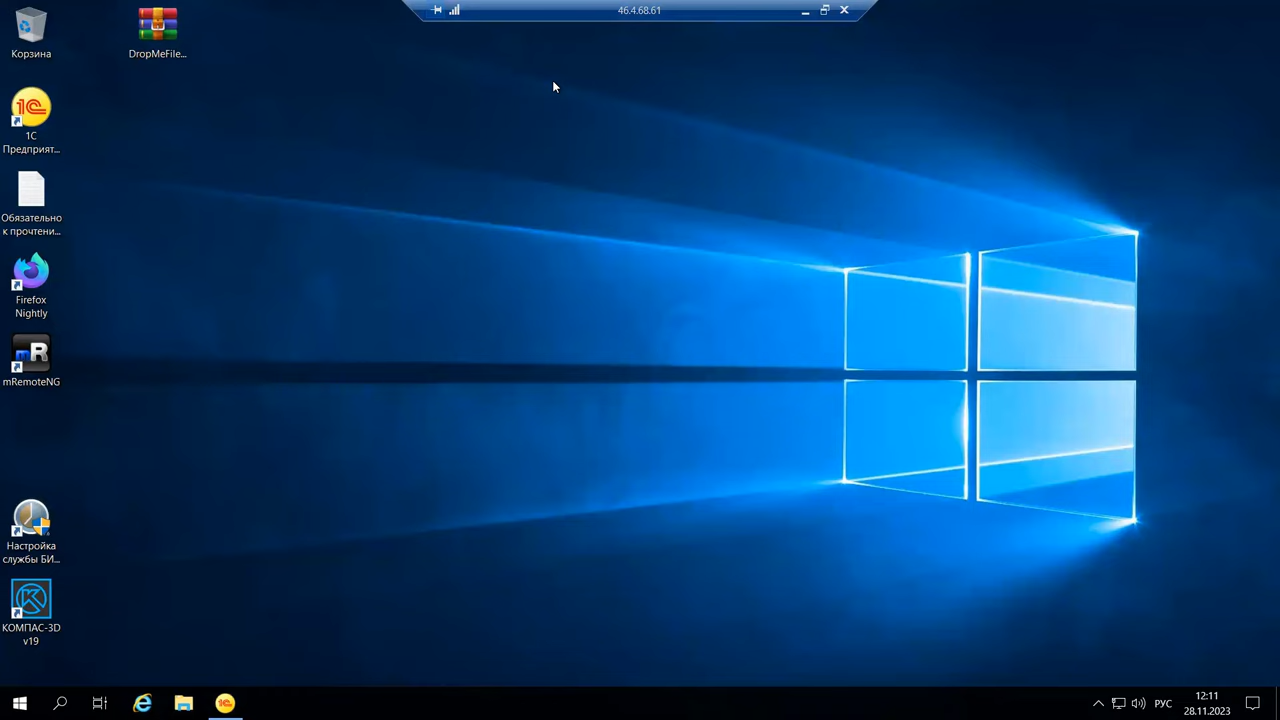 46.4.68.61
Корзина
DropMeFile...
1С
Предприят...
Обязательно
к прочтени...
Firefox
Nightly
mRemoteNG
Настройка
службы БИ...
КОМПАС-3D
v19
РУС
12:11
28.11.2023